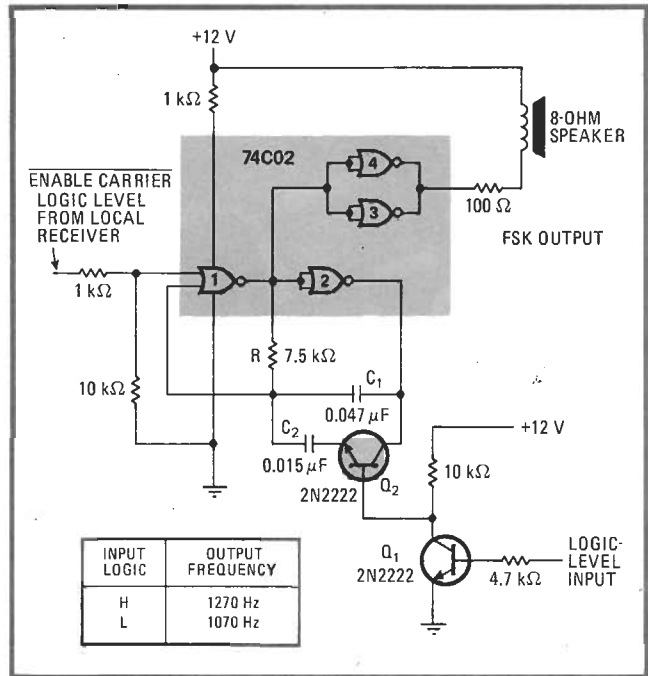 +12 V
1 kΩ
8-OHM
SPEAKER
74C02
4
3
ENABLE CARRIER
LOGIC LEVEL
FROM LOCAL
RECEIVER
100 Ω
FSK OUTPUT
1
2
1 kΩ
R
7.5 kΩ
C1
10 kΩ
0.047 μF
C2
+12 V
0.015 μF
10 kΩ
Q2
2N2222
Q1
2N2222
LOGIC-
LEVEL
INPUT
4.7 kΩ
INPUT
LOGIC
OUTPUT
FREQUENCY
H 1270 Hz
L 1070 Hz